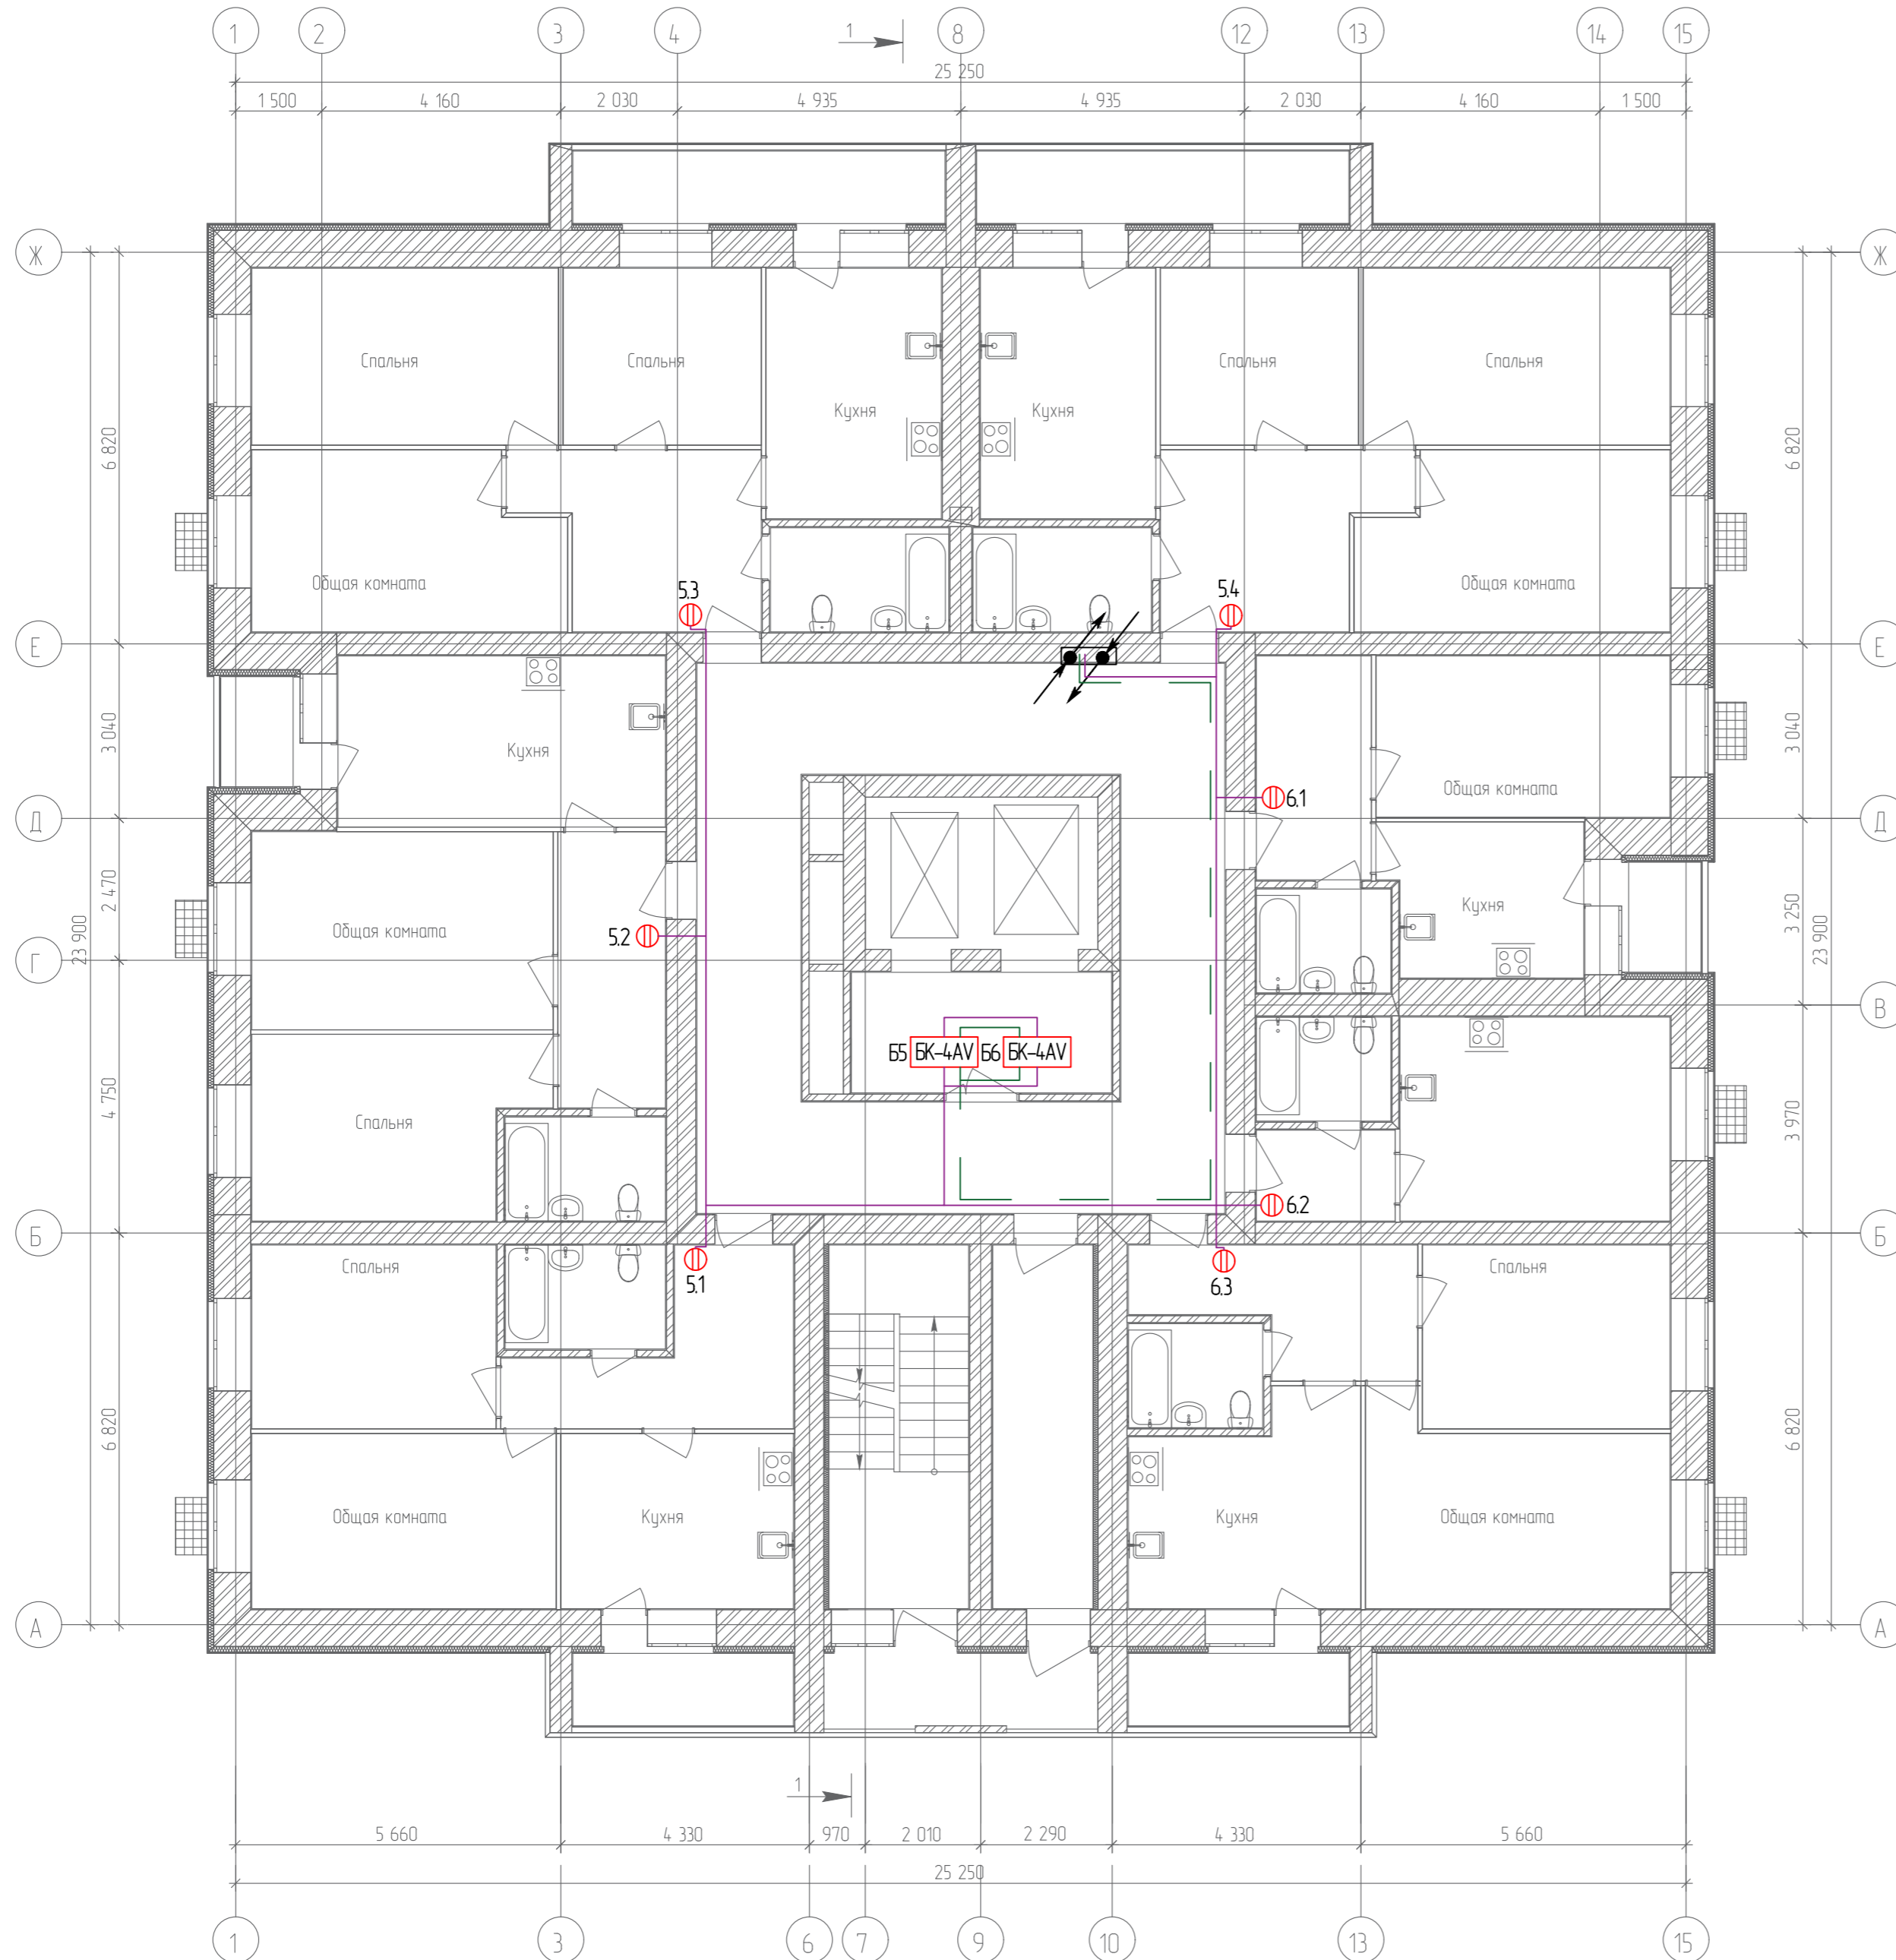 1 2 3 4 1 8 12 13 14 15
25 250
1 500 4 160 2 030 4 935 4 935 2 030 4 160 1 500
Ж Ж
Спальня Спальня Спальня Спальня
Кухня Кухня
6 820 6 820
Общая комната 5.3 5.4 Общая комната
Е Е
3 040 Кухня 3 040
6.1 Общая комната
Д Д
2 470
Кухня
3 250
23 900 Общая комната 5.2 23 900
Г
В
Б5 БК-4AV Б6 БК-4AV
4 750 Спальня 3 970
6.2
Б Б
Спальня 5.1 6.3 Спальня
6 820 6 820
Общая комната Кухня Кухня Общая комната
А А
1
5 660 4 330 970 2 010 2 290 4 330 5 660
25 250
1 3 6 7 9 10 13 15